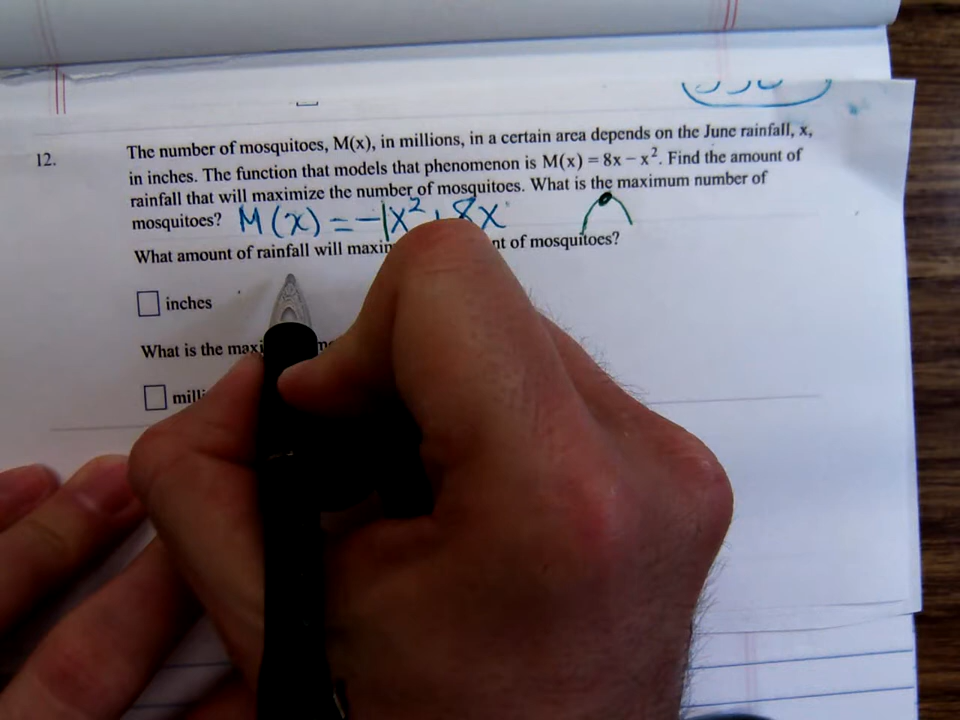 12.
The number of mosquitoes, M(x), in millions, in a certain area depends on the June rainfall, x,
in inches. The function that models that phenomenon is M(x) = 8x − x². Find the amount of
rainfall that will maximize the number of mosquitoes. What is the maximum number of
mosquitoes? M(x) = -1x² + 8x
What amount of rainfall will of mosquitoes?
inches
What is the